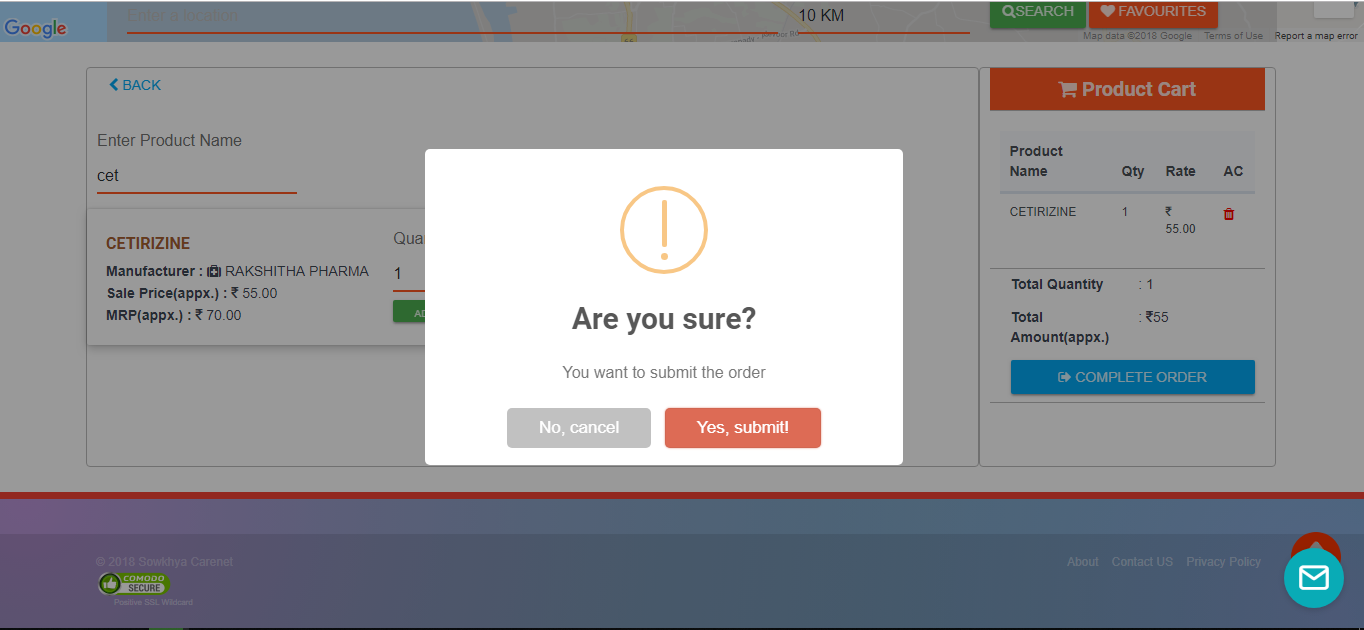 Google
Enter a location
10 KM
SEARCH
FAVOURITES
Map data ©2018 Google
Terms of Use
Report a map error
BACK
Enter Product Name
cet
CETIRIZINE
Manufacturer : RAKSHITHA PHARMA
Sale Price(appx.) : ₹ 55.00
MRP(appx.) : ₹ 70.00
1
Are you sure?
You want to submit the order
No, cancel
Yes, submit!
Product Cart
Product
Name Qty Rate AC
CETIRIZINE 1 ₹
55.00
Total Quantity : 1
Total : ₹55
Amount(appx.)
COMPLETE ORDER
© 2018 Sowkhya Carenel
COMODO
SECURE
Positive SSL Wildcard
About Contact US Privacy Policy